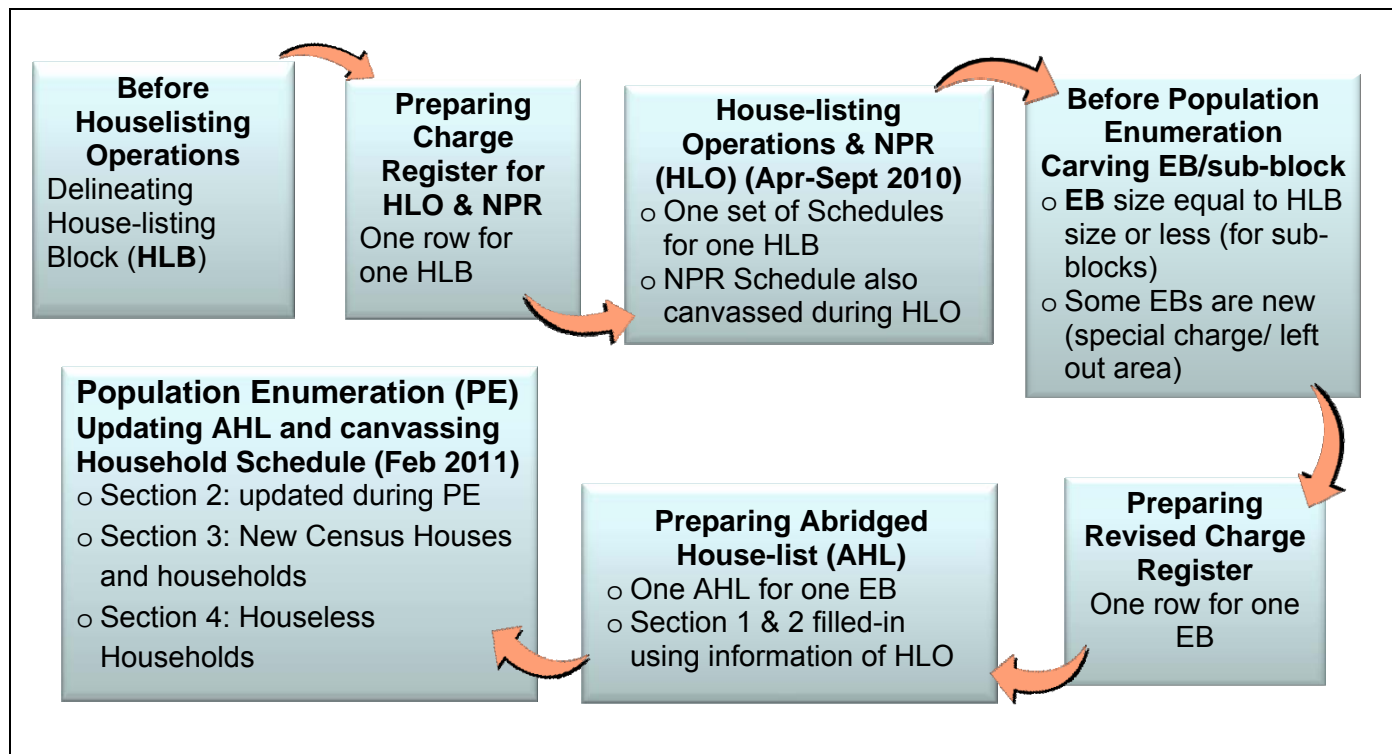 Before
Houselisting
Operations
Delineating
House-listing
Block (HLB)
Preparing
Charge
Register for
HLO & NPR
One row for
one HLB
House-listing
Operations & NPR
(HLO) (Apr-Sept 2010)
o One set of Schedules
for one HLB
o NPR Schedule also
canvassed during HLO
Before Population
Enumeration
Carving EB/sub-block
o EB size equal to HLB
size or less (for sub-
blocks)
o Some EBs are new
(special charge/ left
out area)
Preparing
Revised Charge
Register
One row for one
EB
Preparing Abridged
House-list (AHL)
o One AHL for one EB
o Section 1 & 2 filled-in
using information of HLO
Population Enumeration (PE)
Updating AHL and canvassing
Household Schedule (Feb 2011)
o Section 2: updated during PE
o Section 3: New Census Houses
and households
o Section 4: Houseless
Households